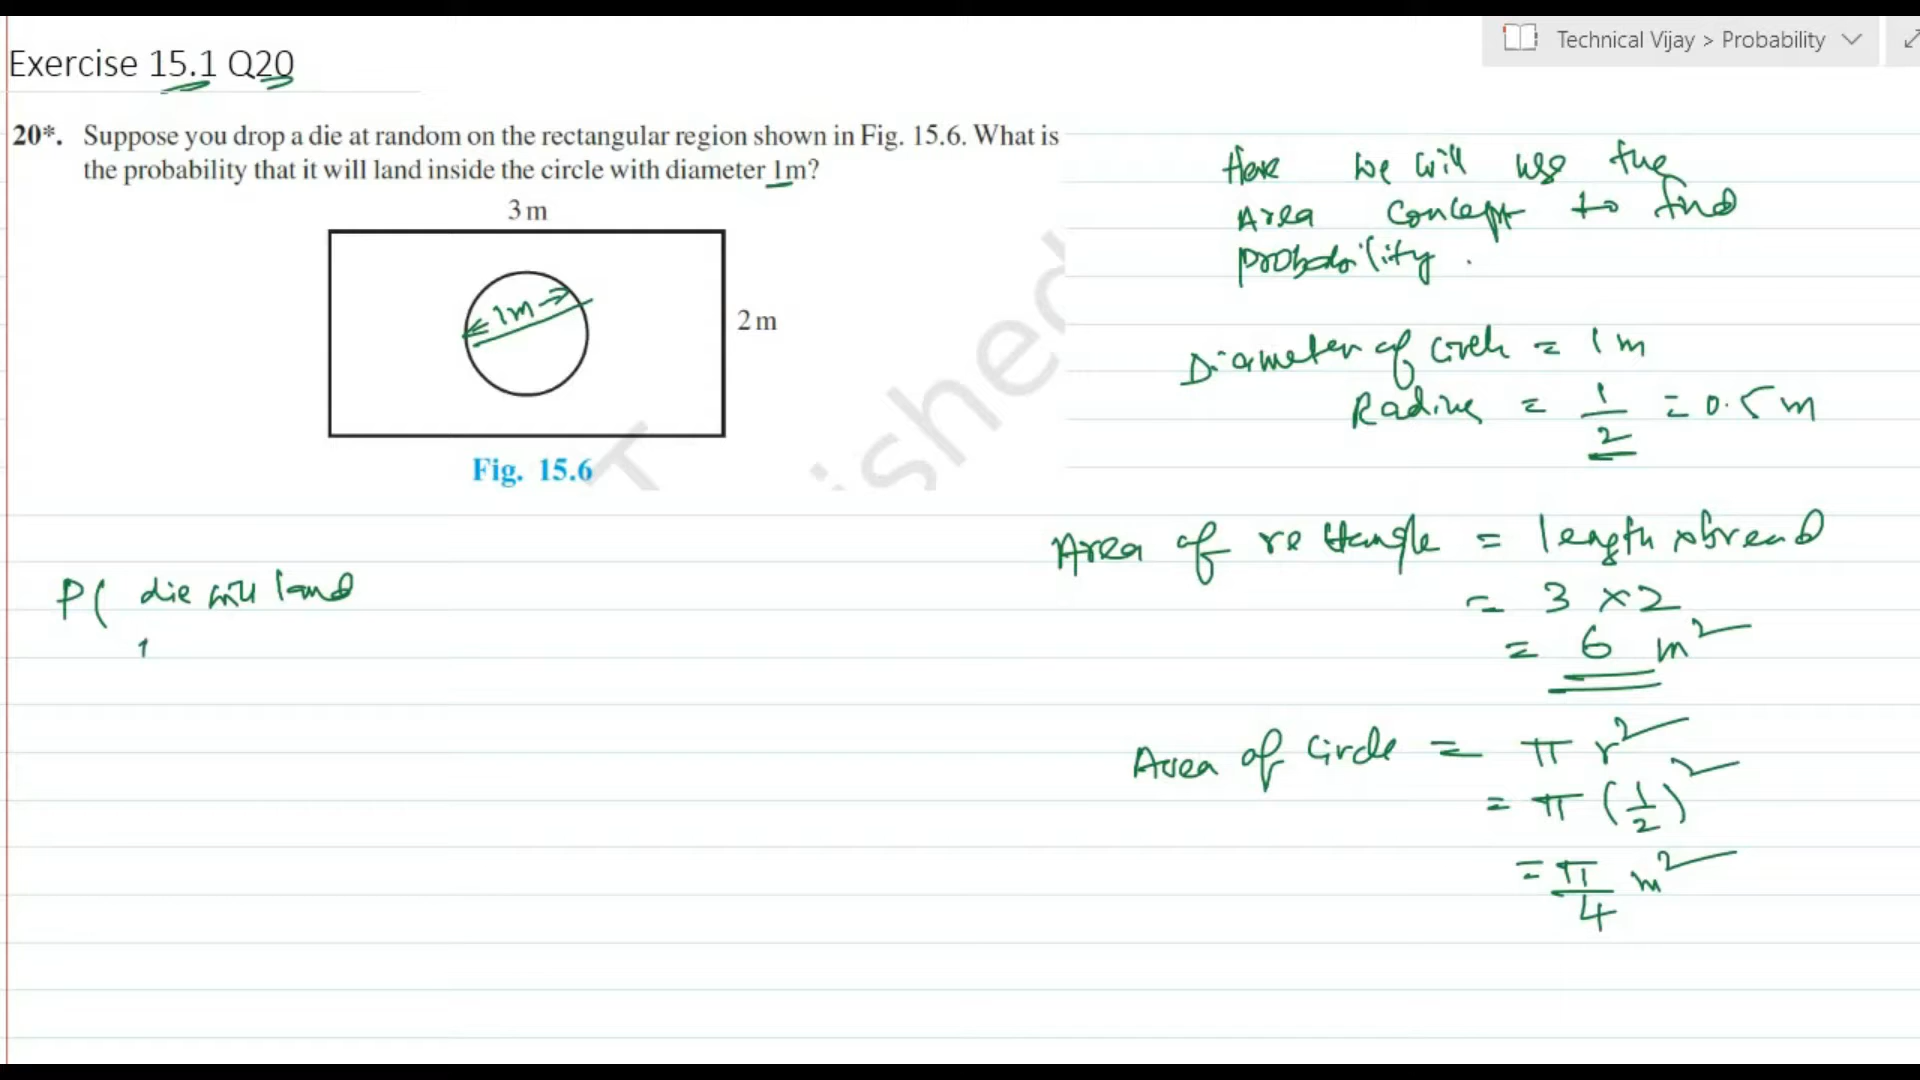 Technical Vijay > Probability
Exercise 15.1 Q20
20*. Suppose you drop a die at random on the rectangular region shown in Fig. 15.6. What is
the probability that it will land inside the circle with diameter 1m?
3 m
1m
2 m
Fig. 15.6
shed
Here we will use the
Area concept to find
probability.
Diameter of circle = 1 m
Radius = 1/2 = 0.5 m
Area of rectangle = length x bread
= 3 x 2
= 6 m²
Area of circle = π r²
= π (1/2)²
= π/4 m²
P( die will land
1